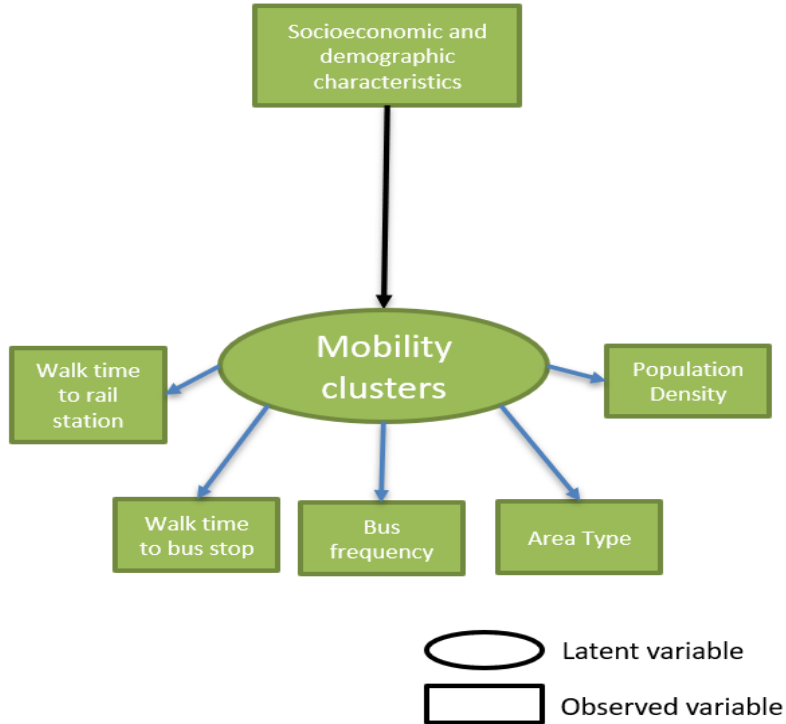 Socioeconomic and
demographic
characteristics
Mobility
clusters
Walk time
to rail
station
Population
Density
Walk time
to bus stop
Bus
frequency
Area Type
Latent variable
Observed variable